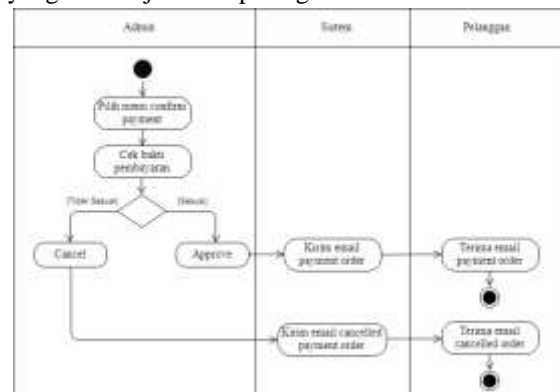 Admin
Sistem
Pelanggan
Pilih menu confirm
payment
Cek bukti
pembayaran
[Tidak Sesuai]
[Sesuai]
Cancel
Approve
Kirim email
payment order
Terima email
payment order
Kirim email cancelled
payment order
Terima email
cancelled order